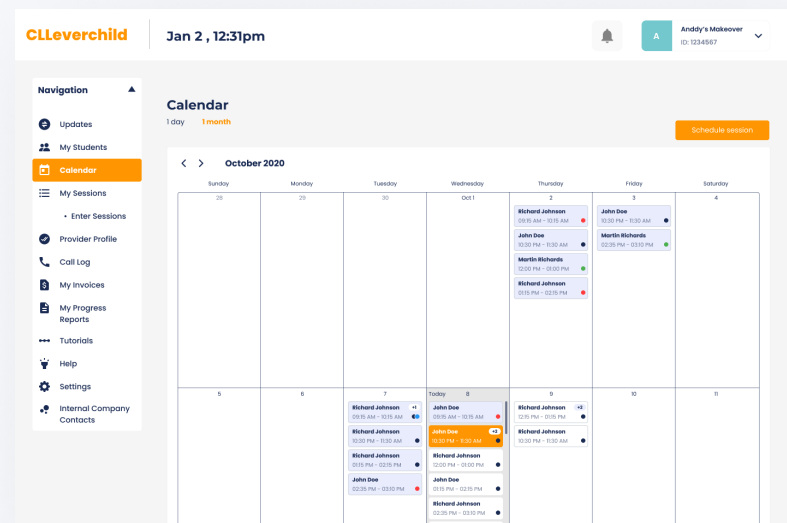 CLLeverchild
Jan 2 , 12:31pm
A
Anddy's Makeover
ID: 1234567
Navigation
Updates
My Students
Calendar
My Sessions
• Enter Sessions
Provider Profile
Call Log
My Invoices
My Progress
Reports
Tutorials
Help
Settings
Internal Company
Contacts
Calendar
1 day 1 month
Schedule session
October 2020
Sunday Monday Tuesday Wednesday Thursday Friday Saturday
28 29 30 Oct 1 2 3 4
Richard Johnson
09:15 AM - 10:15 AM
John Doe
10:30 PM - 11:30 AM
Martin Richards
12:00 PM - 01:00 PM
Richard Johnson
01:15 PM - 02:15 PM
John Doe
10:30 PM - 11:30 AM
Martin Richards
02:35 PM - 03:10 PM
5 6 7 Today 8 9 10 11
Richard Johnson +1
09:15 AM - 10:15 AM
Richard Johnson
10:30 PM - 11:30 AM
Richard Johnson
01:15 PM - 02:15 PM
John Doe
02:35 PM - 03:10 PM
John Doe
09:15 AM - 10:15 AM
John Doe +3
10:30 PM - 11:30 AM
Richard Johnson
12:00 PM - 01:00 PM
John Doe
01:15 PM - 02:15 PM
Richard Johnson
02:35 PM - 03:10 PM
Richard Johnson +3
12:15 PM - 01:15 PM
Richard Johnson
10:30 PM - 11:30 AM